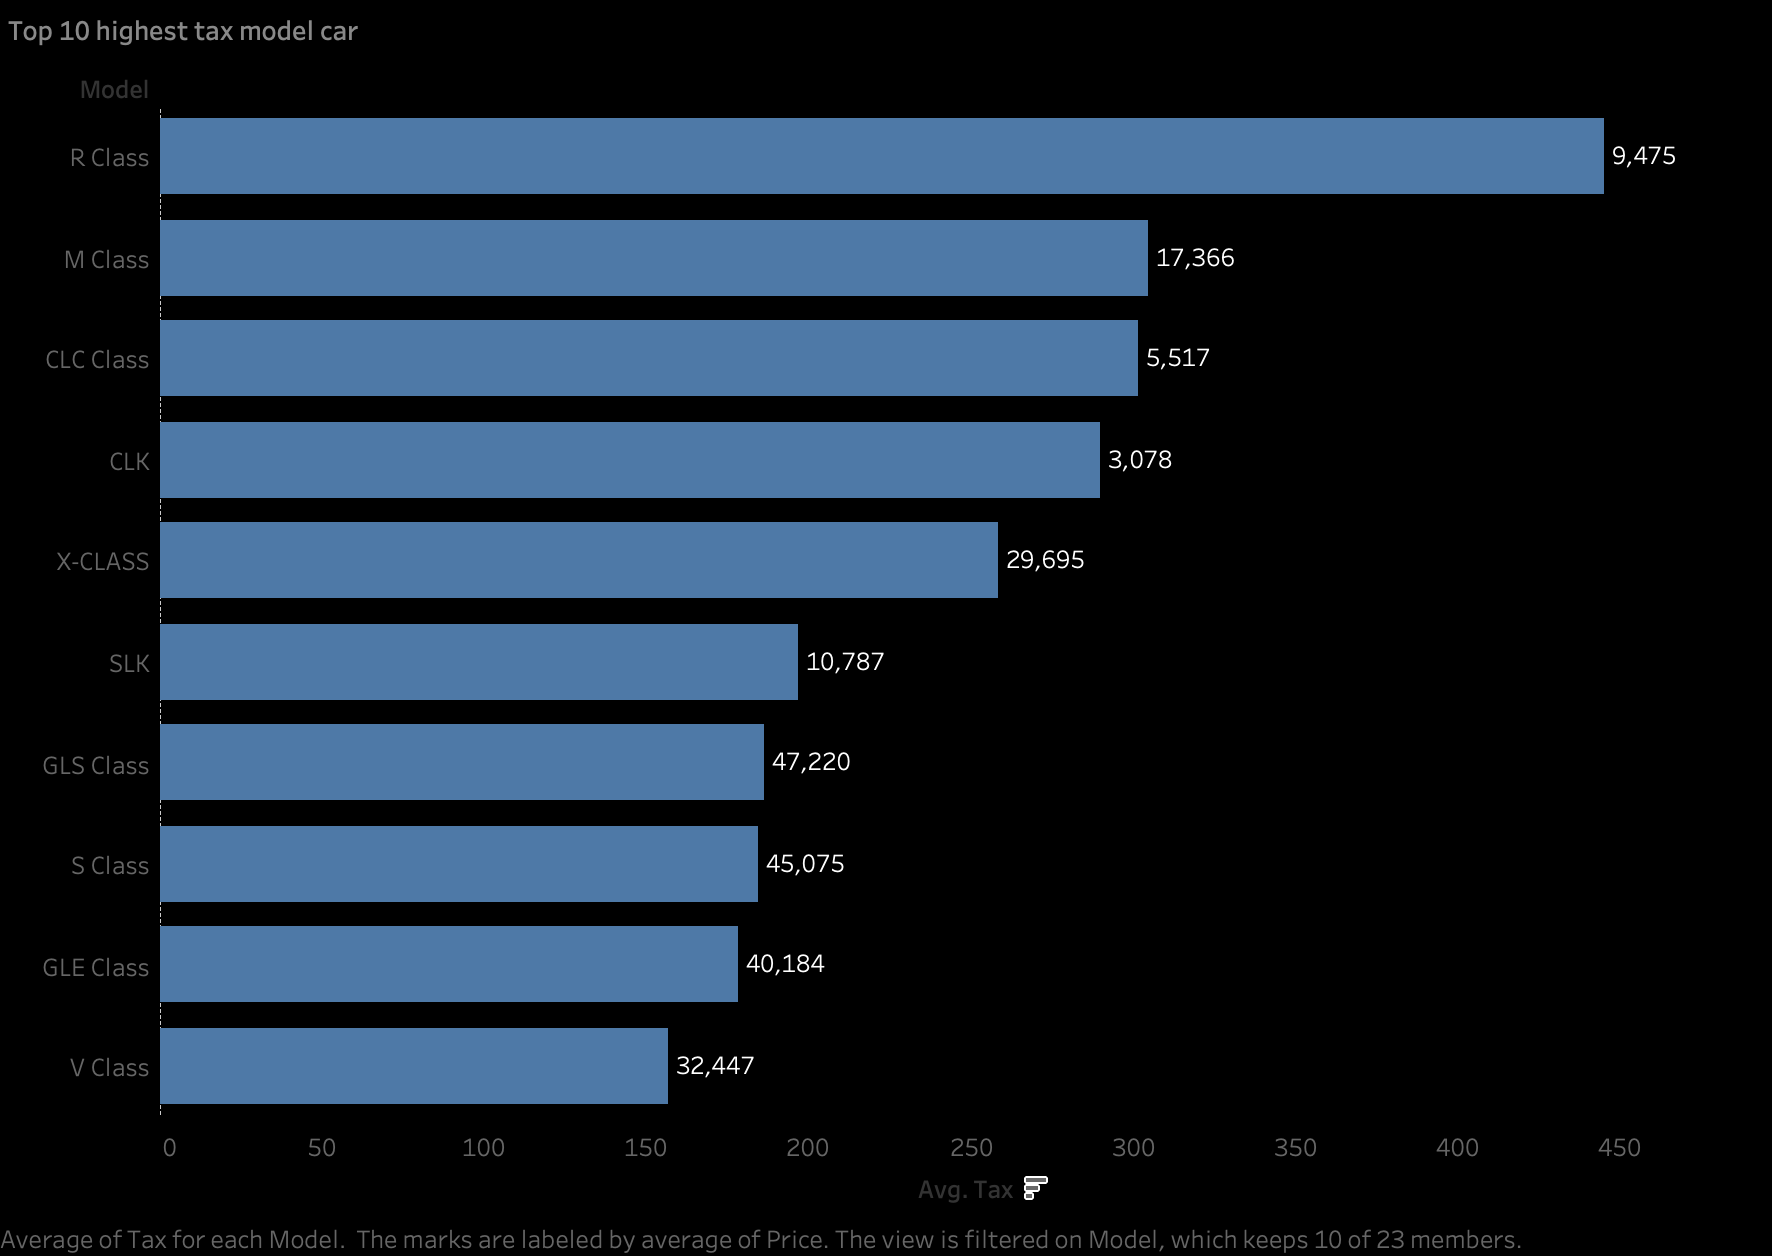 Top 10 highest tax model car
Model
R Class 9,475
M Class 17,366
CLC Class 5,517
CLK 3,078
X-CLASS 29,695
SLK 10,787
GLS Class 47,220
S Class 45,075
GLE Class 40,184
V Class 32,447
0 50 100 150 200 250 300 350 400 450
Avg. Tax
Average of Tax for each Model. The marks are labeled by average of Price. The view is filtered on Model, which keeps 10 of 23 members.